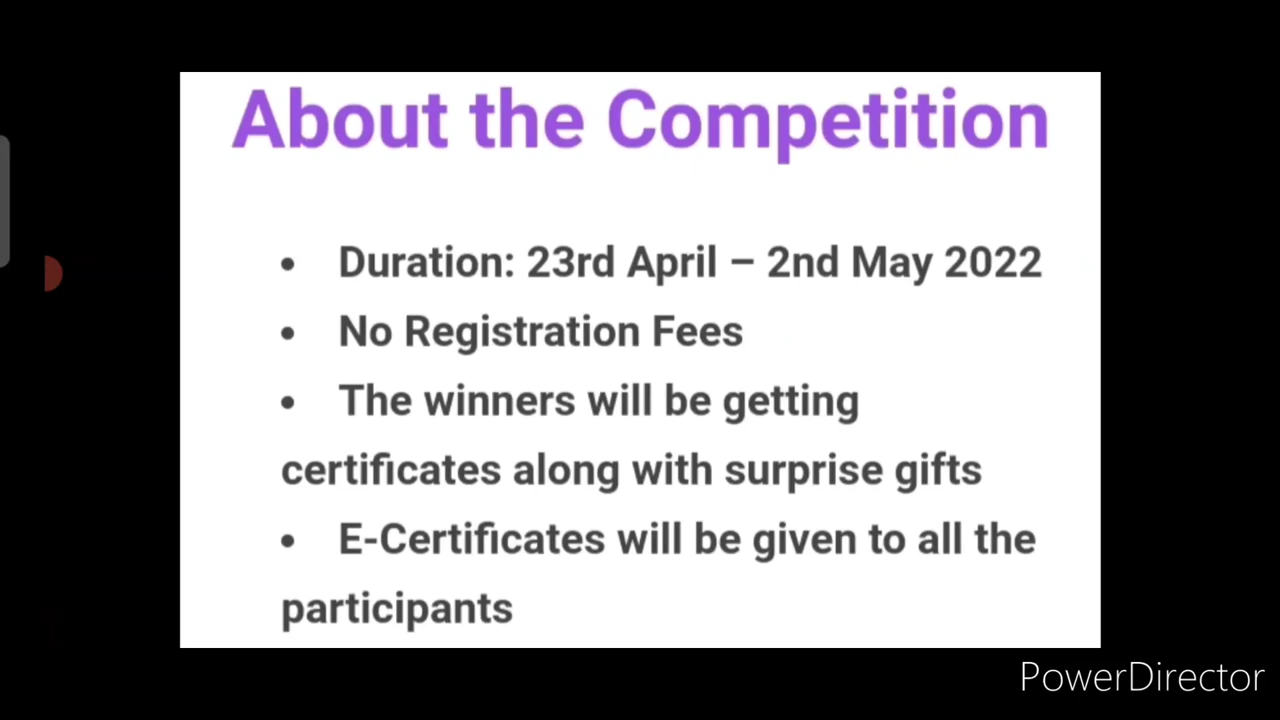 About the Competition
• Duration: 23rd April – 2nd May 2022
• No Registration Fees
• The winners will be getting
certificates along with surprise gifts
• E-Certificates will be given to all the
participants
PowerDirector